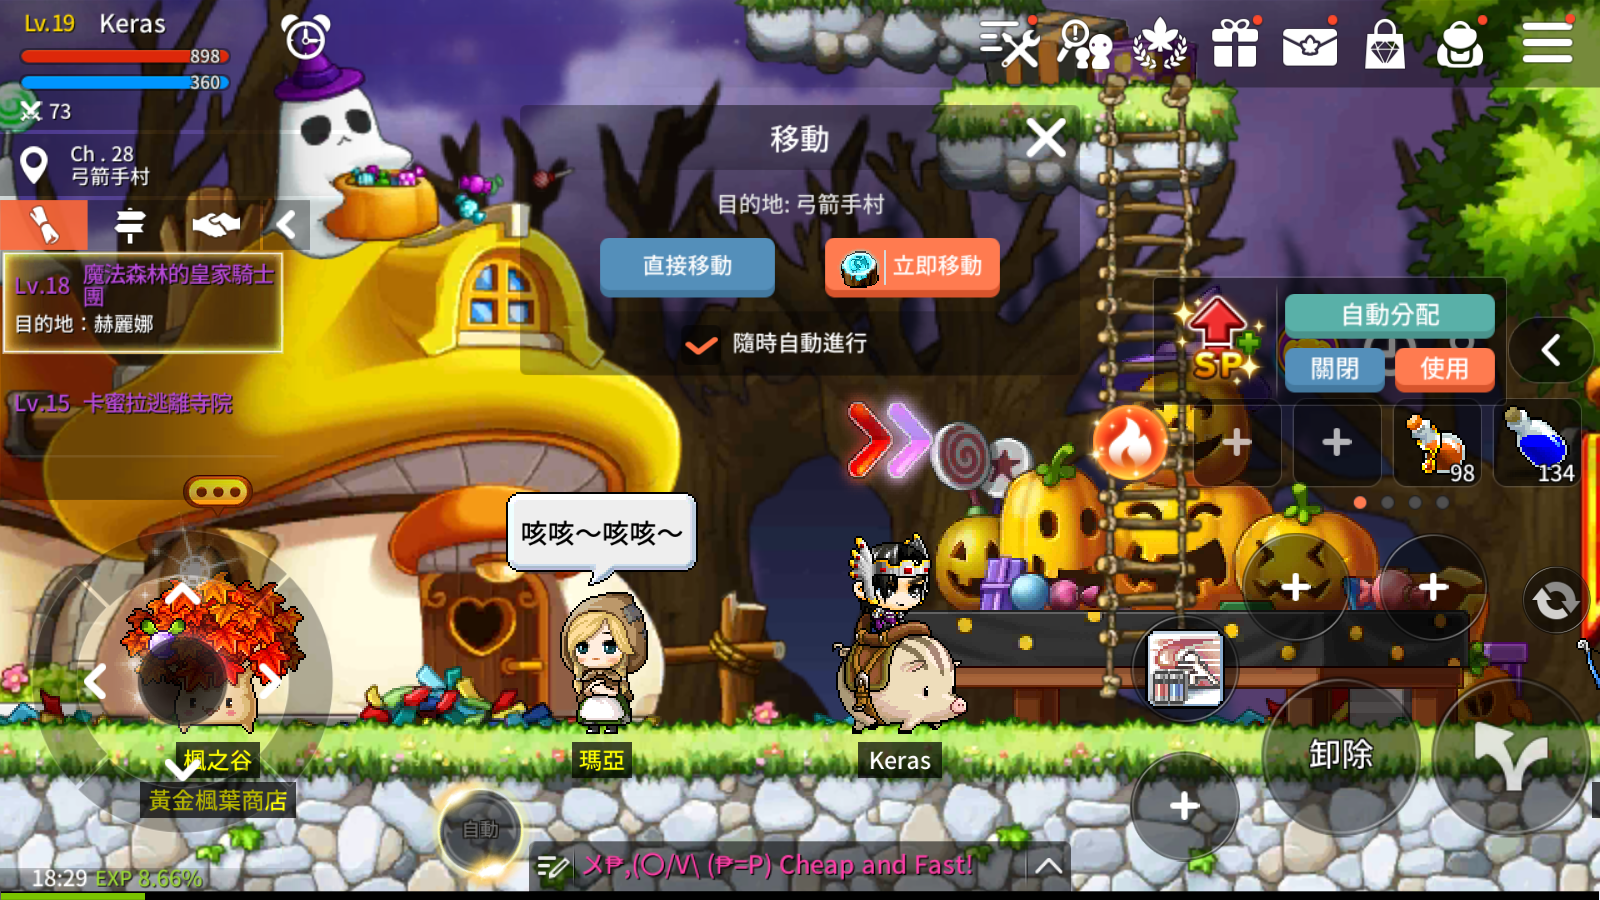 Lv.19 Keras
898
360
73
Ch . 28
弓箭手村
移動
目的地: 弓箭手村
直接移動
立即移動
隨時自動進行
Lv.18 魔法森林的皇家騎士團
目的地：赫麗娜
Lv.15 卡蜜拉逃離寺院
SP
自動分配
關閉
使用
98
134
咳咳～咳咳～
楓之谷
黃金楓葉商店
瑪亞
Keras
卸除
自動
18:29 EXP 8.66%
メ₱,(〇/V\ (₱=P) Cheap and Fast!